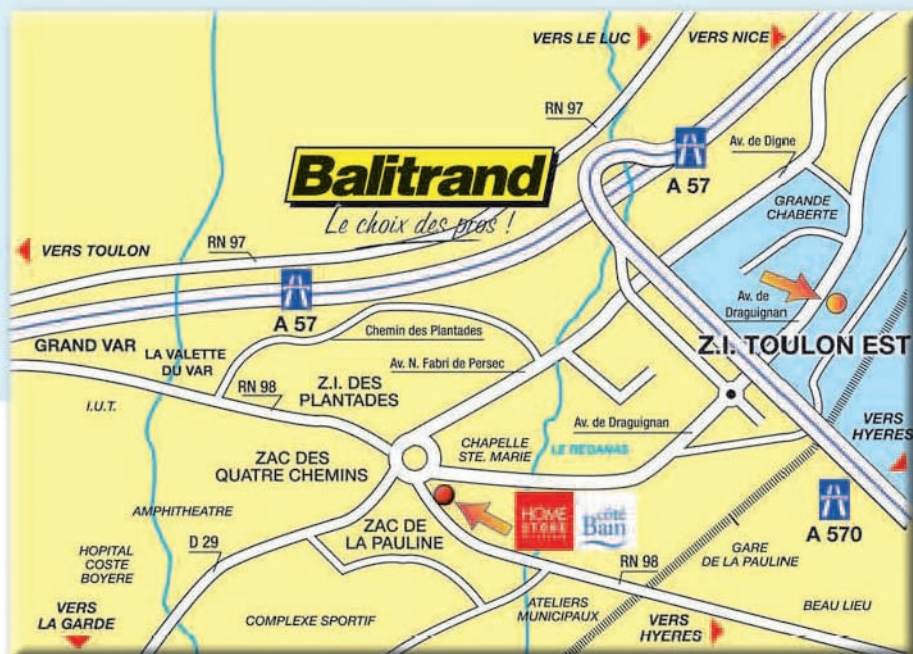 VERS LE LUC
VERS NICE
RN 97
Av. de Digne
A 57
Balitrand
Le choix des pros !
GRANDE
CHABERTE
VERS TOULON
RN 97
A 57
Av. de
Draguignan
Chemin des Plantades
Z.I. TOULON EST
GRAND VAR
LA VALETTE
DU VAR
Av. N. Fabri de Persec
RN 98
Z.I. DES
PLANTADES
I.U.T.
VERS
HYERES
Av. de Draguignan
CHAPELLE
STE. MARIE
LE REGANAS
ZAC DES
QUATRE CHEMINS
AMPHITHEATRE
HOME
STORE
côté
Bain
A 570
ZAC DE
LA PAULINE
D 29
HOPITAL
COSTE
BOYERE
GARE
DE LA PAULINE
RN 98
VERS
LA GARDE
COMPLEXE SPORTIF
ATELIERS
MUNICIPAUX
VERS
HYERES
BEAU LIEU